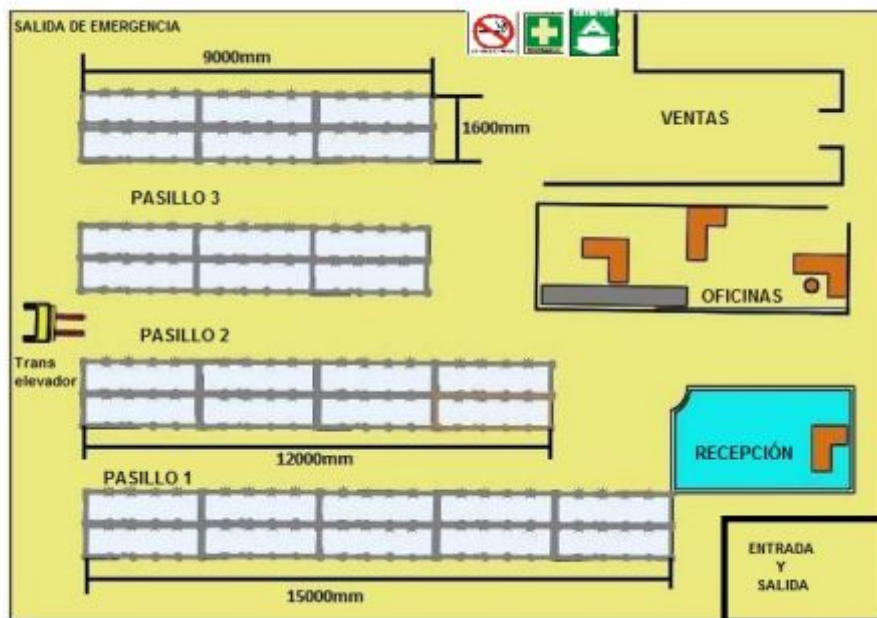 SALIDA DE EMERGENCIA
9000mm
1600mm
VENTAS
PASILLO 3
OFICINAS
PASILLO 2
Trans
elevador
12000mm
RECEPCIÓN
PASILLO 1
15000mm
ENTRADA
Y
SALIDA